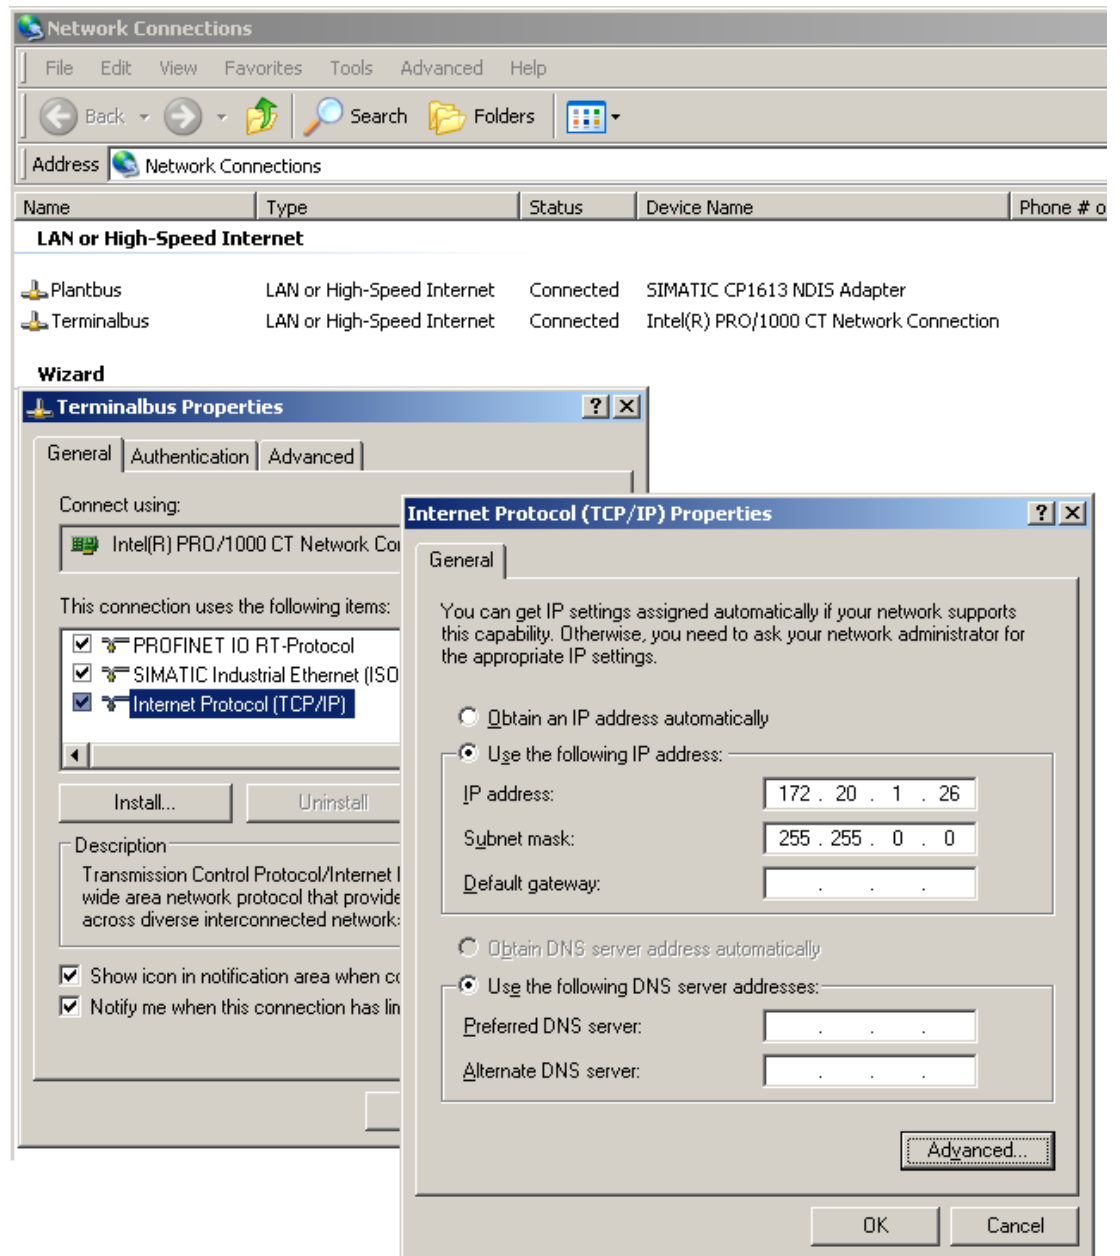 Network Connections
File Edit View Favorites Tools Advanced Help
Back Search Folders
Address Network Connections
Name Type Status Device Name Phone # o
LAN or High-Speed Internet
Plantbus LAN or High-Speed Internet Connected SIMATIC CP1613 NDIS Adapter
Terminalbus LAN or High-Speed Internet Connected Intel(R) PRO/1000 CT Network Connection
Wizard
Terminalbus Properties
General Authentication Advanced
Connect using:
Intel(R) PRO/1000 CT Network Co
This connection uses the following items:
PROFINET IO RT-Protocol
SIMATIC Industrial Ethernet (ISO
Internet Protocol (TCP/IP)
Install... Uninstall
Description
Transmission Control Protocol/Internet
wide area network protocol that provide
across diverse interconnected network
Show icon in notification area when co
Notify me when this connection has lim
Internet Protocol (TCP/IP) Properties
General
You can get IP settings assigned automatically if your network supports
this capability. Otherwise, you need to ask your network administrator for
the appropriate IP settings.
Obtain an IP address automatically
Use the following IP address:
IP address: 172 . 20 . 1 . 26
Subnet mask: 255 . 255 . 0 . 0
Default gateway: . . .
Obtain DNS server address automatically
Use the following DNS server addresses:
Preferred DNS server: . . .
Alternate DNS server: . . .
Advanced...
OK Cancel